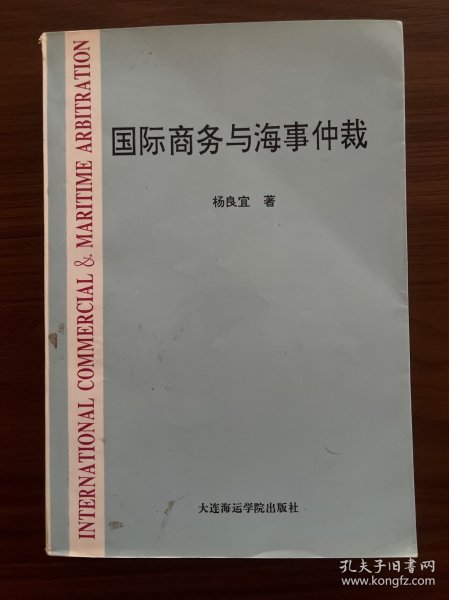 国际商务与海事仲裁
杨良宜 著
INTERNATIONAL COMMERCIAL & MARITIME ARBITRATION
大连海运学院出版社
孔夫子旧书网
www.kongfz.com